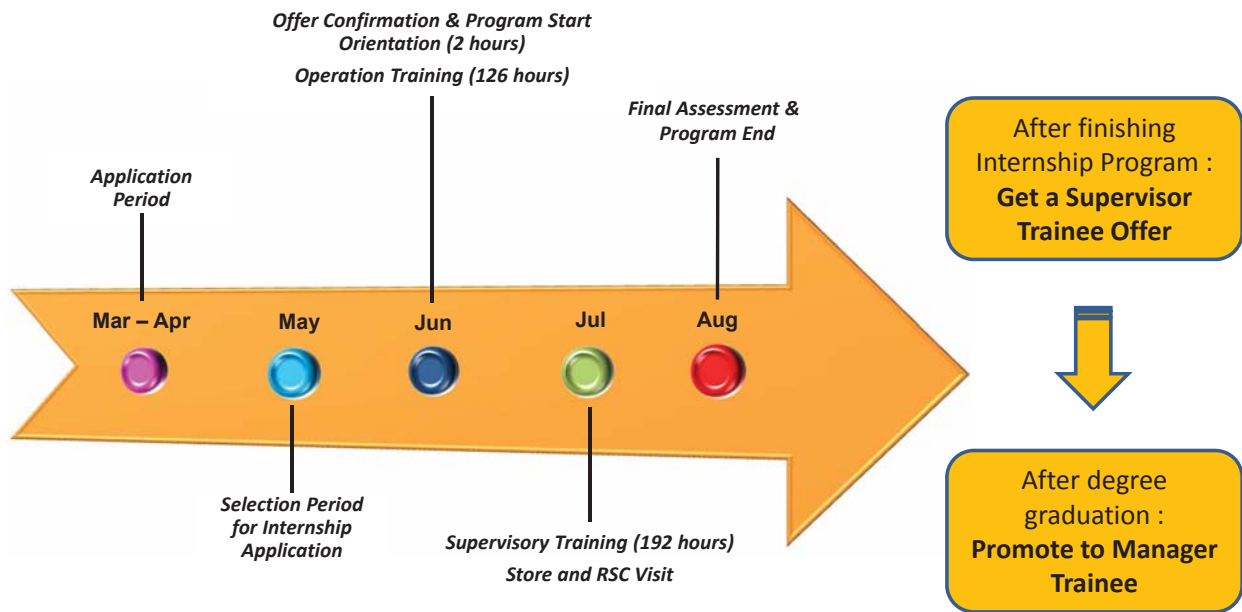 Offer Confirmation & Program Start
Orientation (2 hours)
Operation Training (126 hours)
Final Assessment &
Program End
Application
Period
Mar – Apr
May
Jun
Jul
Aug
Selection Period
for Internship
Application
Supervisory Training (192 hours)
Store and RSC Visit
After finishing
Internship Program :
Get a Supervisor
Trainee Offer
After degree
graduation :
Promote to Manager
Trainee